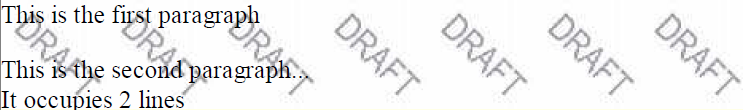 This is the first paragraph
This is the second paragraph...
It occupies 2 lines
DRAFT DRAFT DRAFT DRAFT DRAFT DRAFT DRAFT